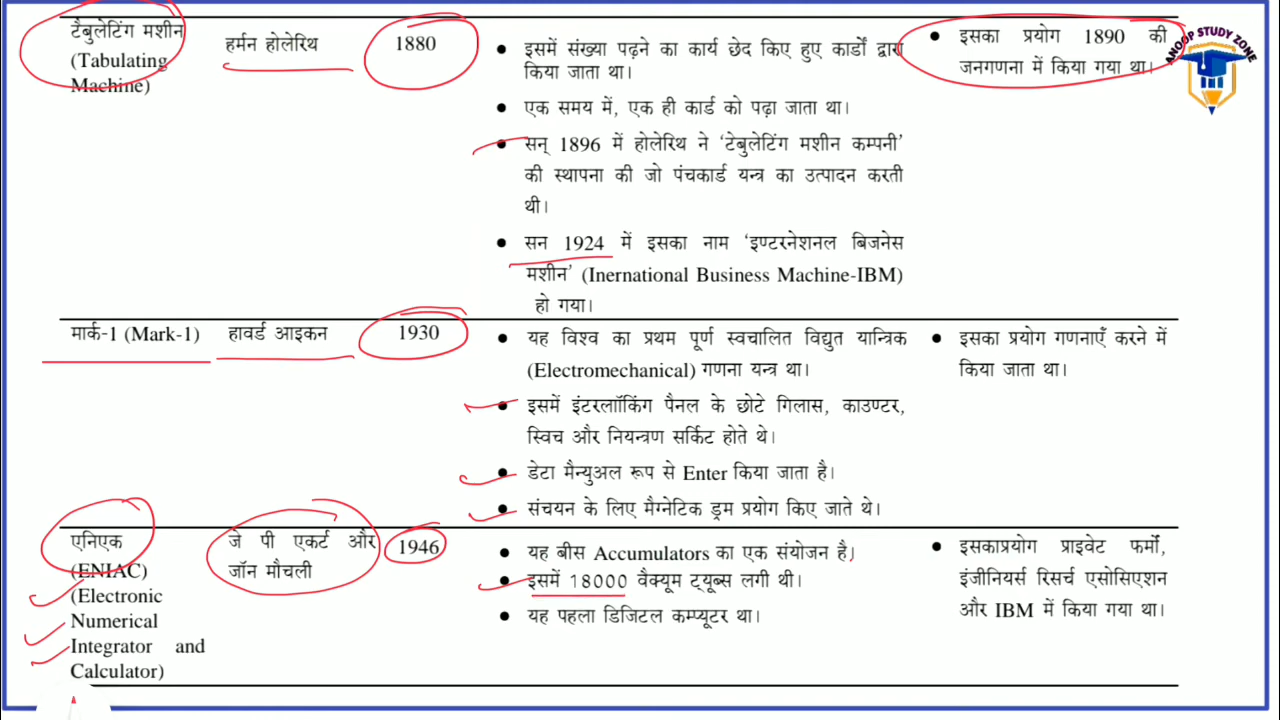 टैबुलेटिंग मशीन
(Tabulating
Machine)
हर्मन होलेरिथ
1880
इसमें संख्या पढ़ने का कार्य छेद किए हुए कार्डों द्वारा
किया जाता था।
एक समय में, एक ही कार्ड को पढ़ा जाता था।
सन् 1896 में होलेरिथ ने ‘टेबुलेटिंग मशीन कम्पनी’
की स्थापना की जो पंचकार्ड यन्त्र का उत्पादन करती
थी।
सन 1924 में इसका नाम ‘इण्टरनेशनल बिजनेस
मशीन’ (Inernational Business Machine-IBM)
हो गया।
इसका प्रयोग 1890 की
जनगणना में किया गया था।
ANOOP STUDY ZONE
मार्क-1 (Mark-1)
हावर्ड आइकन
1930
यह विश्व का प्रथम पूर्ण स्वचालित विद्युत यान्त्रिक
(Electromechanical) गणना यन्त्र था।
इसमें इंटरलाॅकिंग पैनल के छोटे गिलास, काउण्टर,
स्विच और नियन्त्रण सर्किट होते थे।
डेटा मैन्युअल रूप से Enter किया जाता है।
संचयन के लिए मैग्नेटिक ड्रम प्रयोग किए जाते थे।
इसका प्रयोग गणनाएँ करने में
किया जाता था।
एनिएक
(ENIAC)
(Electronic
Numerical
Integrator and
Calculator)
जे पी एकर्ट और
जॉन मौचली
1946
यह बीस Accumulators का एक संयोजन है।
इसमें 18000 वैक्यूम ट्यूब्स लगी थी।
यह पहला डिजिटल कम्प्यूटर था।
इसकाप्रयोग प्राइवेट फर्मों,
इंजीनियर्स रिसर्च एसोसिएशन
और IBM में किया गया था।